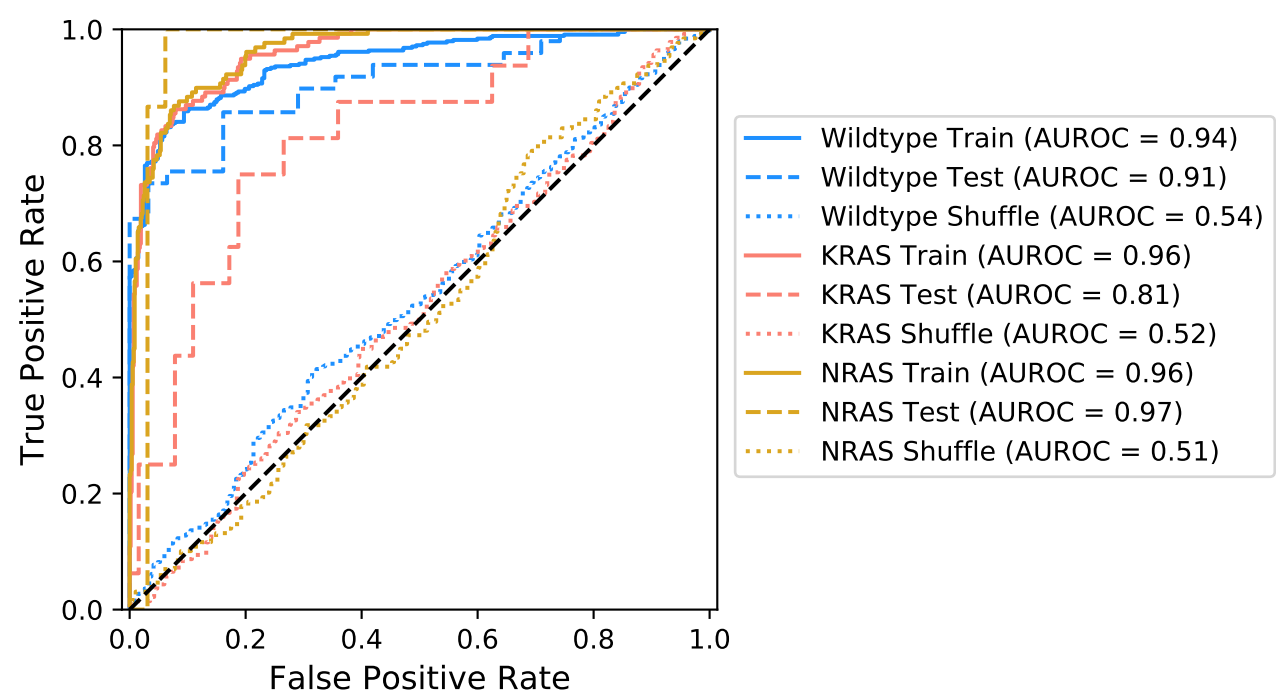 1.0
0.8
0.6
0.4
0.2
0.0
True Positive Rate
0.0 0.2 0.4 0.6 0.8 1.0
False Positive Rate
Wildtype Train (AUROC = 0.94)
Wildtype Test (AUROC = 0.91)
Wildtype Shuffle (AUROC = 0.54)
KRAS Train (AUROC = 0.96)
KRAS Test (AUROC = 0.81)
KRAS Shuffle (AUROC = 0.52)
NRAS Train (AUROC = 0.96)
NRAS Test (AUROC = 0.97)
NRAS Shuffle (AUROC = 0.51)